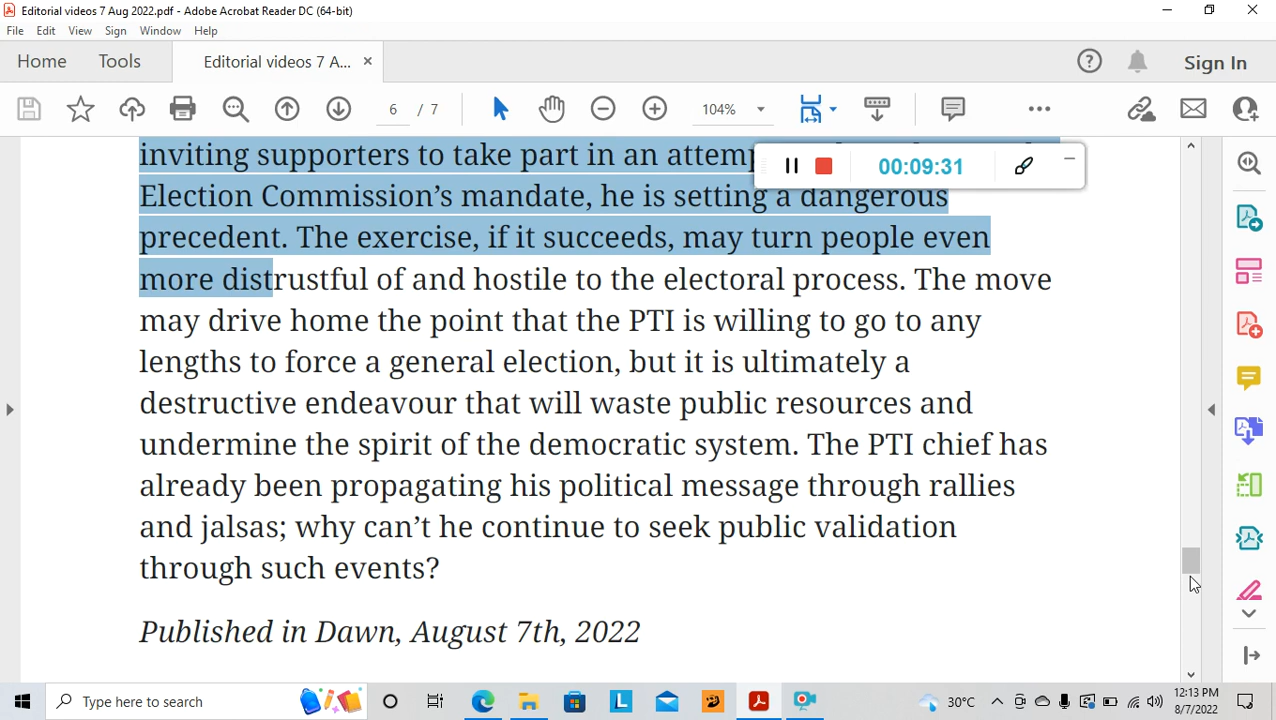 Editorial videos 7 Aug 2022.pdf - Adobe Acrobat Reader DC (64-bit)
File Edit View Sign Window Help
Home Tools Editorial videos 7 A... Sign In
6 / 7 104%
inviting supporters to take part in an
00:09:31
Election Commission's mandate, he is setting a dangerous
precedent. The exercise, if it succeeds, may turn people even
more distrustful of and hostile to the electoral process. The move
may drive home the point that the PTI is willing to go to any
lengths to force a general election, but it is ultimately a
destructive endeavour that will waste public resources and
undermine the spirit of the democratic system. The PTI chief has
already been propagating his political message through rallies
and jalsas; why can't he continue to seek public validation
through such events?
Published in Dawn, August 7th, 2022
Type here to search
30°C
12:13 PM
8/7/2022